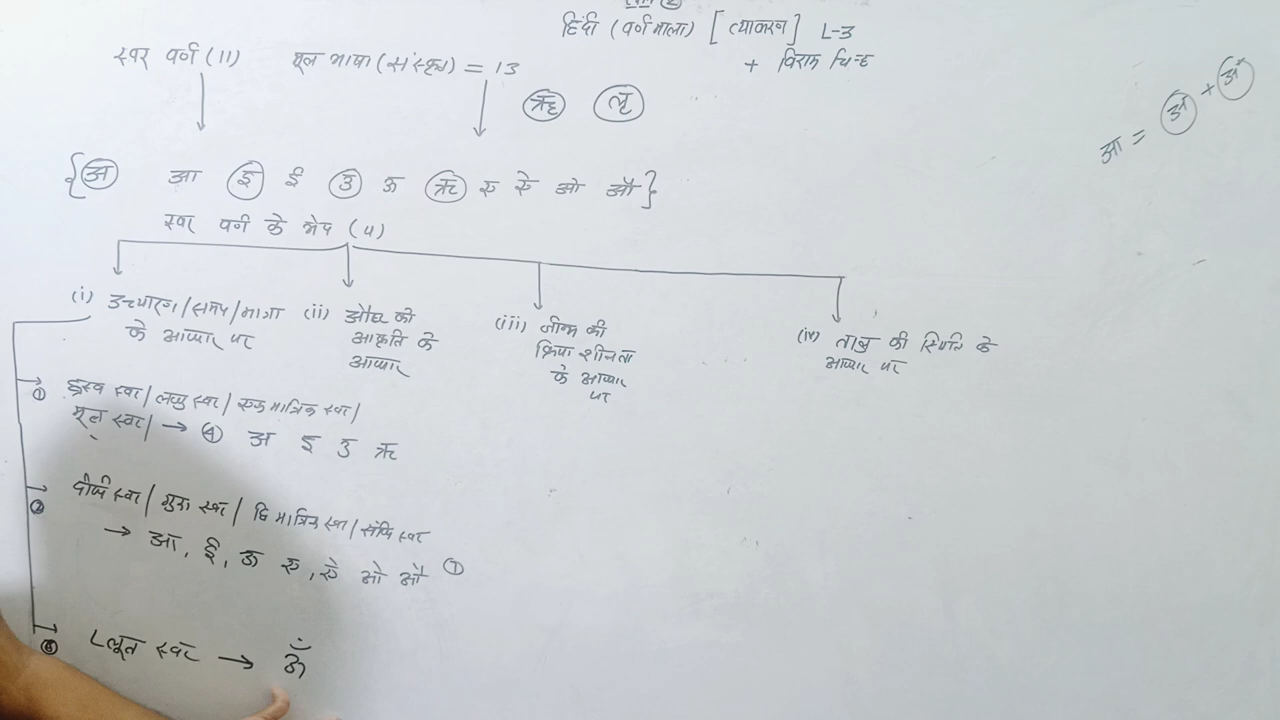 हिंदी (वर्णमाला) [व्याकरण] L-3
+ विराम चिन्ह
स्वर वर्ण (11) मूल भाषा (संस्कृत) = 13
ॠ लृ
आ = अ + अ
{अ आ इ ई उ ऊ ऋ ए ऐ ओ औ}
स्वर वर्ण के भेद (4)
(i) उच्चारण/समय/मात्रा
के आधार पर
(ii) ओष्ठ की
आकृति के
आधार
(iii) जीभ की
क्रिया शीलता
के आधार
पर
(iv) तालु की स्थिति के
आधार पर
① ह्रस्व स्वर/लघु स्वर/एक मात्रिक स्वर/
मूल स्वर/ → ④ अ इ उ ऋ
② दीर्घ स्वर/गुरु स्वर/द्वि मात्रिक स्वर/संधि स्वर
→ आ, ई, ऊ ए, ऐ ओ औ ⑦
③ प्लूत स्वर → ॐ